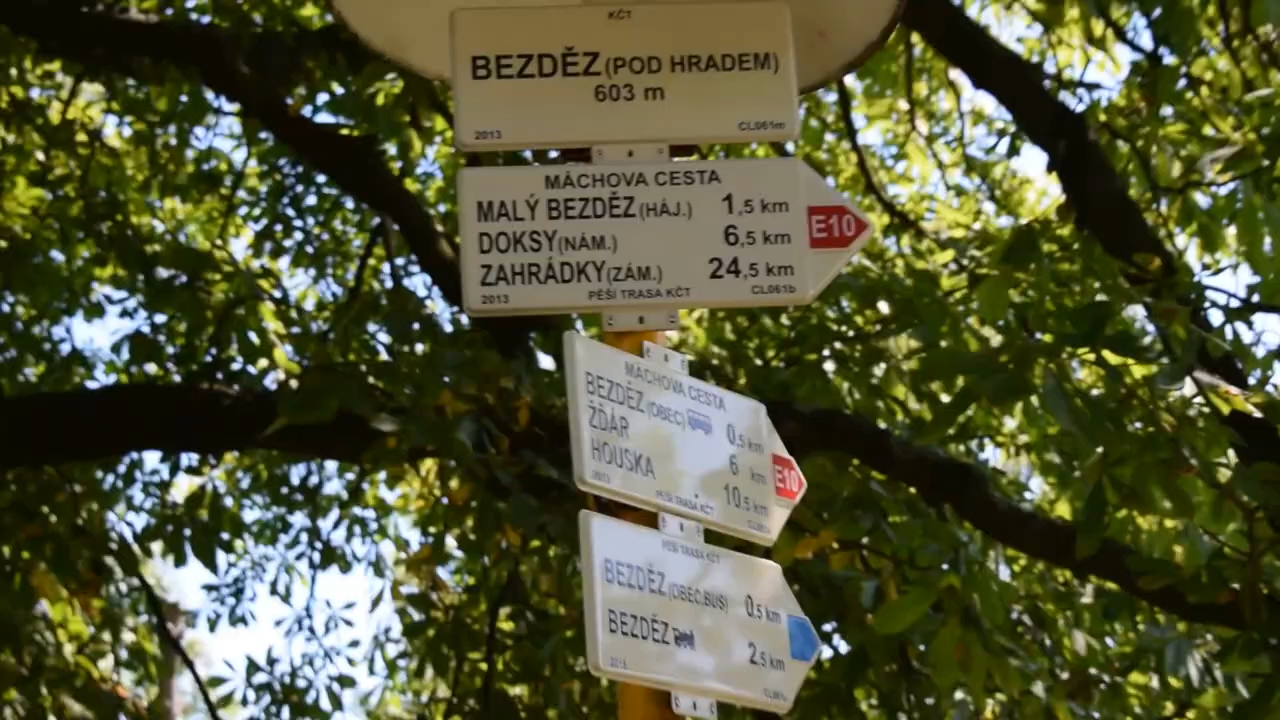 KČT
BEZDĚZ (POD HRADEM)
603 m
2013 CL061m
MÁCHOVA CESTA
MALÝ BEZDĚZ (HÁJ.) 1,5 km
DOKSY (NÁM.) 6,5 km
ZAHRÁDKY (ZÁM.) 24,5 km
E10
2013 PĚŠÍ TRASA KČT CL061b
MÁCHOVA CESTA
BEZDĚZ (OBEC) 0,5 km
ŽĎÁR 6 km
HOUSKA 10,5 km
E10
2013 PĚŠÍ TRASA KČT
PĚŠÍ TRASA KČT
BEZDĚZ (OBEC,BUS) 0,5 km
BEZDĚZ 2,5 km